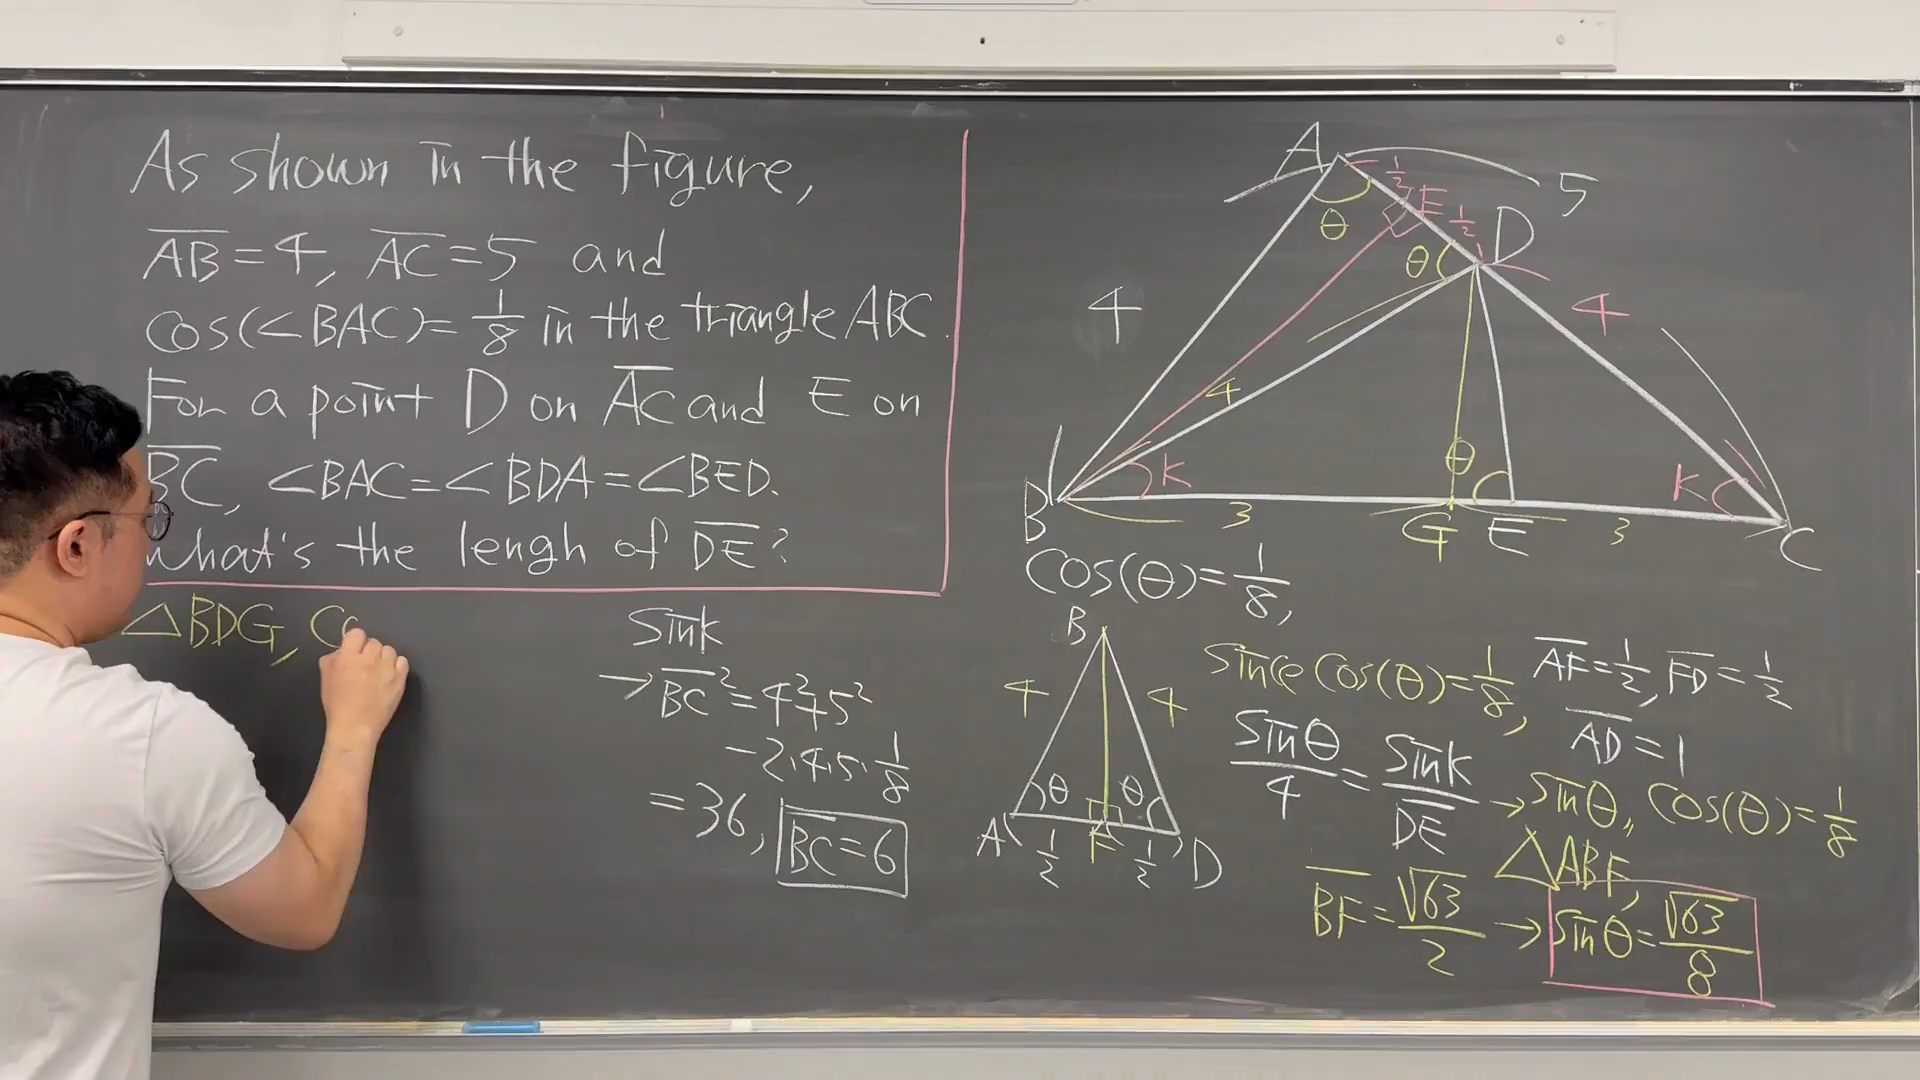 As shown in the figure,
AB=4, AC=5 and
Cos(∠BAC)=1/8 in the triangle ABC.
For a point D on AC and E on
BC, ∠BAC=∠BDA=∠BED.
What's the lengh of DE?
△BDG, Co
Sink
→BC²=4²+5²
-2·4·5·1/8
=36, BC=6
A
5
θ
1/2
F
1/2
D
θ
4
4
4
θ
K
K
B
3
G
E
3
C
Cos(θ)=1/8,
B
4
4
θ
θ
A
1/2
F
1/2
D
Since Cos(θ)=1/8,
AF=1/2, FD=1/2
AD=1
Sinθ/4=Sink/DE→Sinθ, Cos(θ)=1/8
△ABF,
BF=√63/2→Sinθ=√63/8